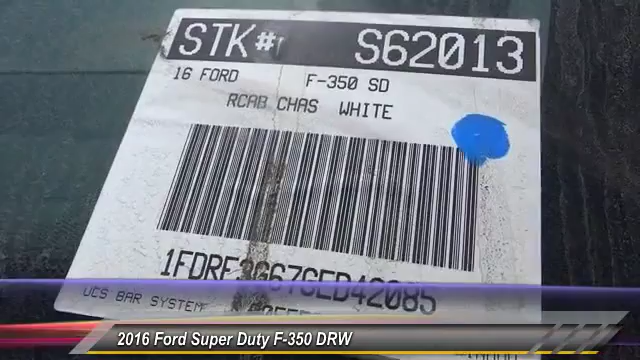 STK# S62013
16 FORD F-350 SD
RCAB CHAS WHITE
1FDRF3G67GED42085
UCS BAR SYSTEM
2016 Ford Super Duty F-350 DRW